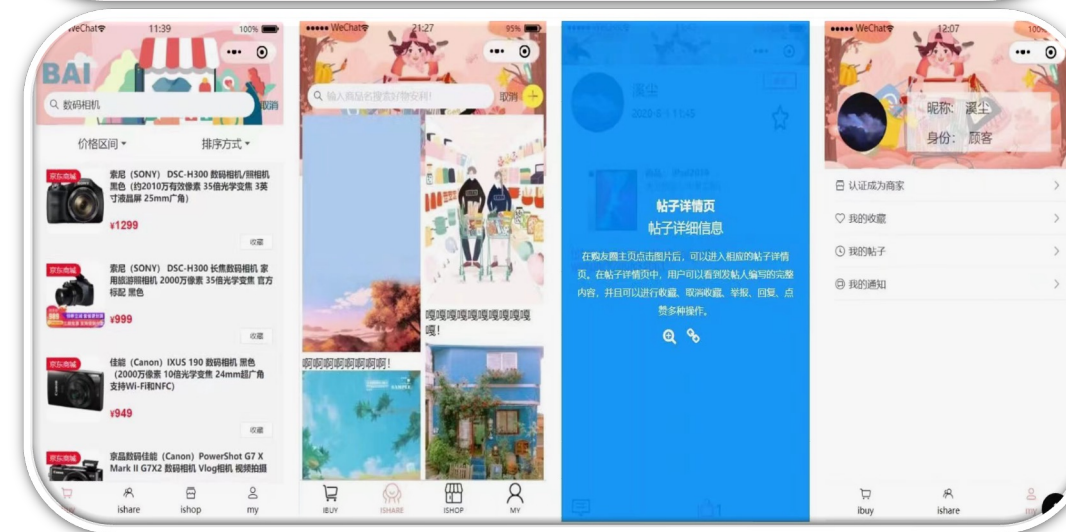 WeChat 11:39 100%
BAI
数码相机 取消
价格区间 排序方式
京东商城
索尼（SONY） DSC-H300 数码相机/照相机
黑色（约2010万有效像素 35倍光学变焦 3英
寸液晶屏 25mm广角）
¥1299
收藏
京东商城
索尼（SONY） DSC-H300 长焦数码相机 家
用旅游照相机 2000万像素 35倍光学变焦 官方
标配 黑色
¥999
收藏
京东商城
佳能（Canon）IXUS 190 数码相机 黑色
（2000万像素 10倍光学变焦 24mm超广角
支持Wi-Fi和NFC）
¥949
收藏
京东商城
京品数码佳能（Canon）PowerShot G7 X
Mark II G7X2 数码相机 Vlog相机 视频拍摄
ibuy ishare ishop my
WeChat 21:27 95%
输入商品名搜索好物安利! 取消
嘎嘎嘎嘎嘎嘎嘎嘎嘎嘎
嘎!
啊啊啊啊啊啊啊啊!
IBUY ISHARE ISHOP MY
溪尘
帖子详情页
帖子详细信息
在购友圈主页点击图片后，可以进入相应的帖子详情
页。在帖子详情页中，用户可以看到发帖人编写的完整
内容，并且可以进行收藏、取消收藏、举报、回复、点
赞多种操作。
1
WeChat 12:07 100%
昵称: 溪尘
身份: 顾客
认证成为商家
我的收藏
我的帖子
我的通知
ibuy ishare